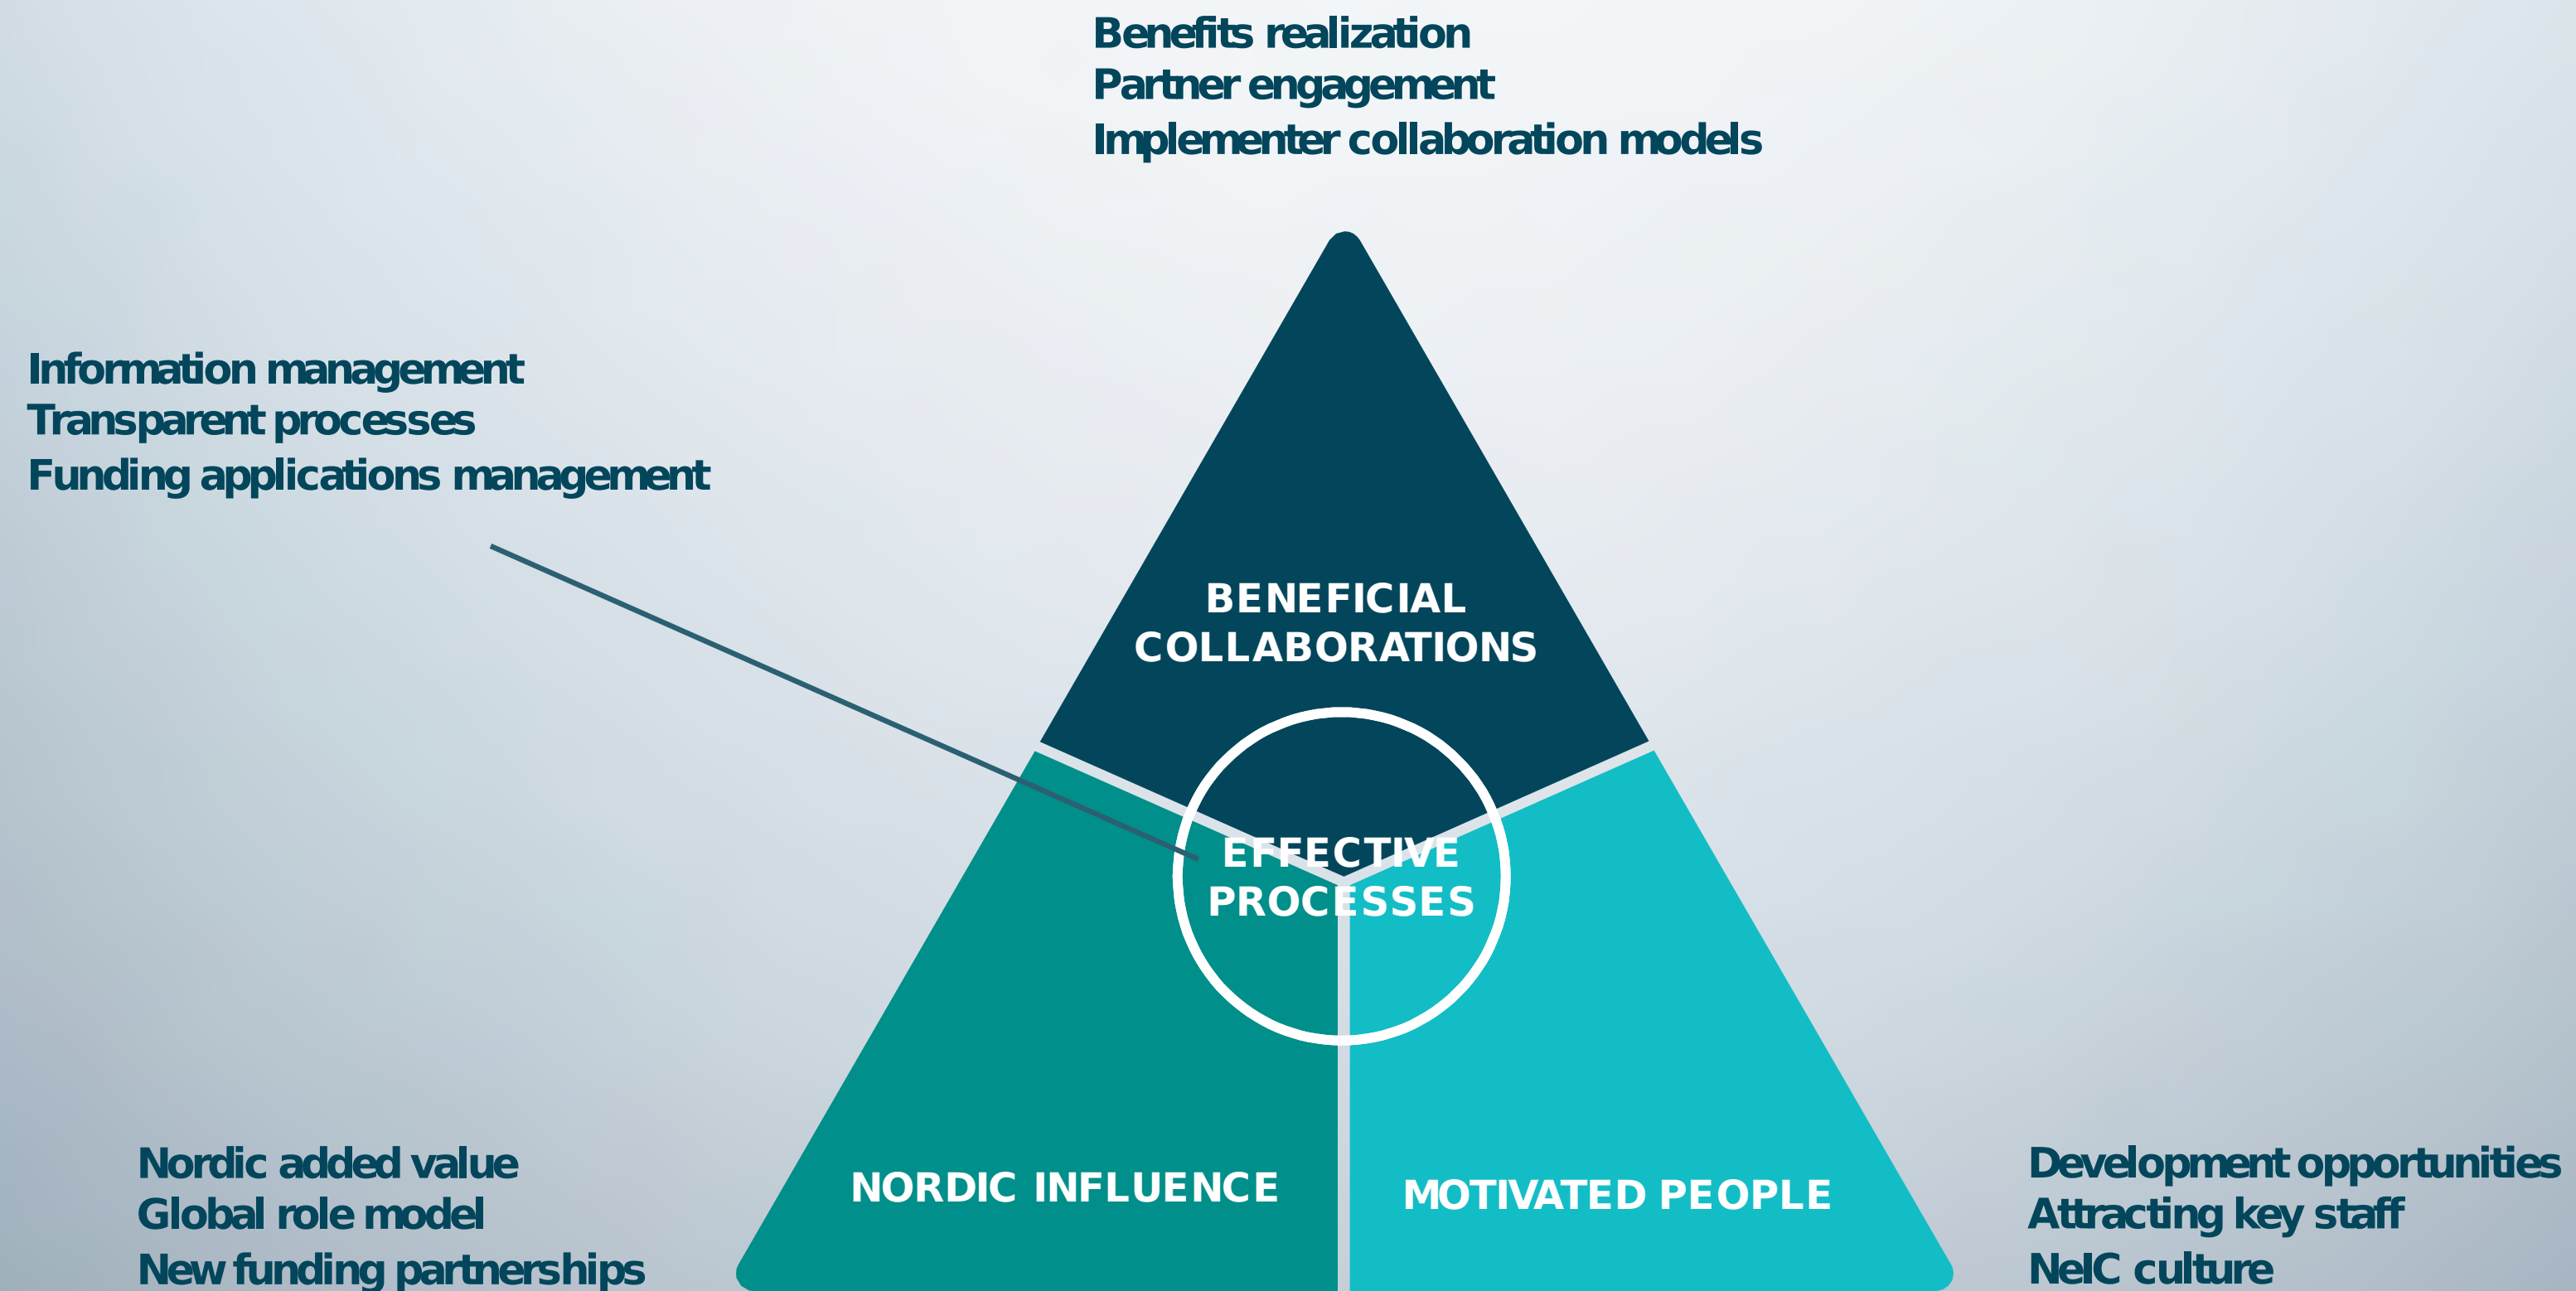 Benefits realization
Partner engagement
Implementer collaboration models
Information management
Transparent processes
Funding applications management
BENEFICIAL
COLLABORATIONS
EFFECTIVE
PROCESSES
NORDIC INFLUENCE
MOTIVATED PEOPLE
Nordic added value
Global role model
New funding partnerships
Development opportunities
Attracting key staff
NeIC culture